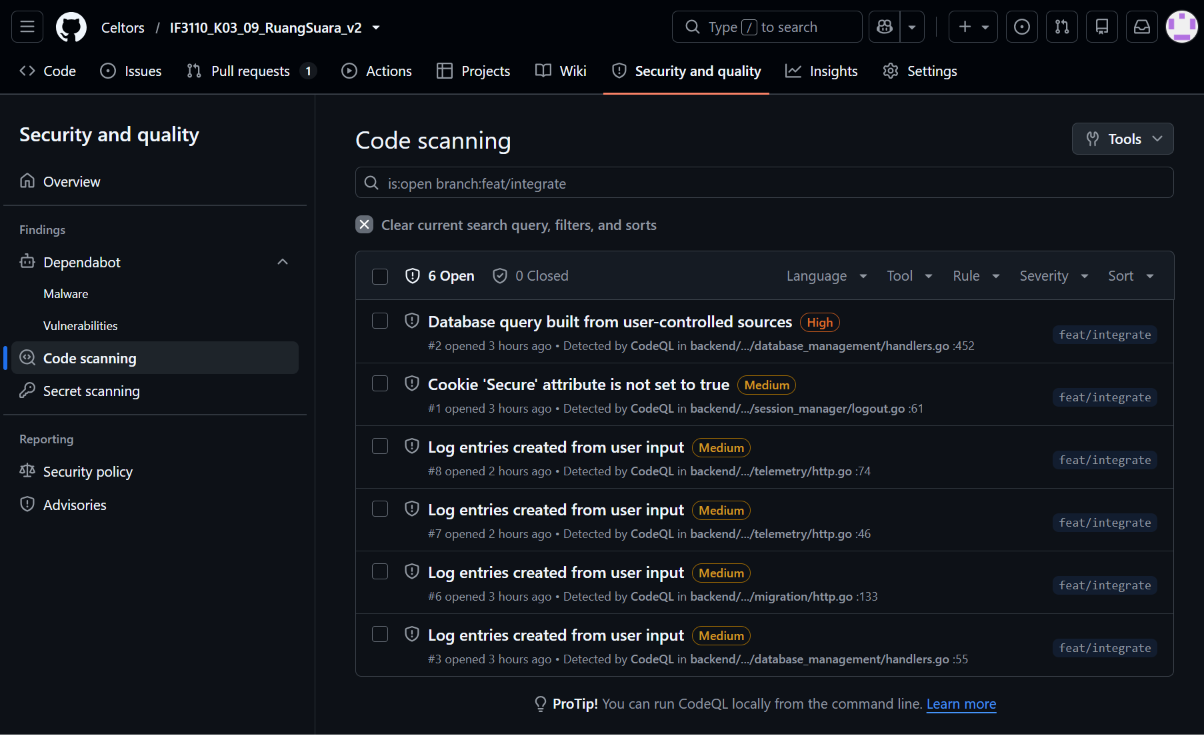 Celtors / IF3110_K03_09_RuangSuara_v2
Type / to search
Code Issues Pull requests 1 Actions Projects Wiki Security and quality Insights Settings
Security and quality
Overview
Findings
Dependabot
Malware
Vulnerabilities
Code scanning
Secret scanning
Reporting
Security policy
Advisories
Code scanning
Tools
is:open branch:feat/integrate
Clear current search query, filters, and sorts
6 Open 0 Closed Language Tool Rule Severity Sort
Database query built from user-controlled sources High
#2 opened 3 hours ago • Detected by CodeQL in backend/.../database_management/handlers.go :452
feat/integrate
Cookie 'Secure' attribute is not set to true Medium
#1 opened 3 hours ago • Detected by CodeQL in backend/.../session_manager/logout.go :61
feat/integrate
Log entries created from user input Medium
#8 opened 2 hours ago • Detected by CodeQL in backend/.../telemetry/http.go :74
feat/integrate
Log entries created from user input Medium
#7 opened 2 hours ago • Detected by CodeQL in backend/.../telemetry/http.go :46
feat/integrate
Log entries created from user input Medium
#6 opened 3 hours ago • Detected by CodeQL in backend/.../migration/http.go :133
feat/integrate
Log entries created from user input Medium
#3 opened 3 hours ago • Detected by CodeQL in backend/.../database_management/handlers.go :55
feat/integrate
ProTip! You can run CodeQL locally from the command line. Learn more